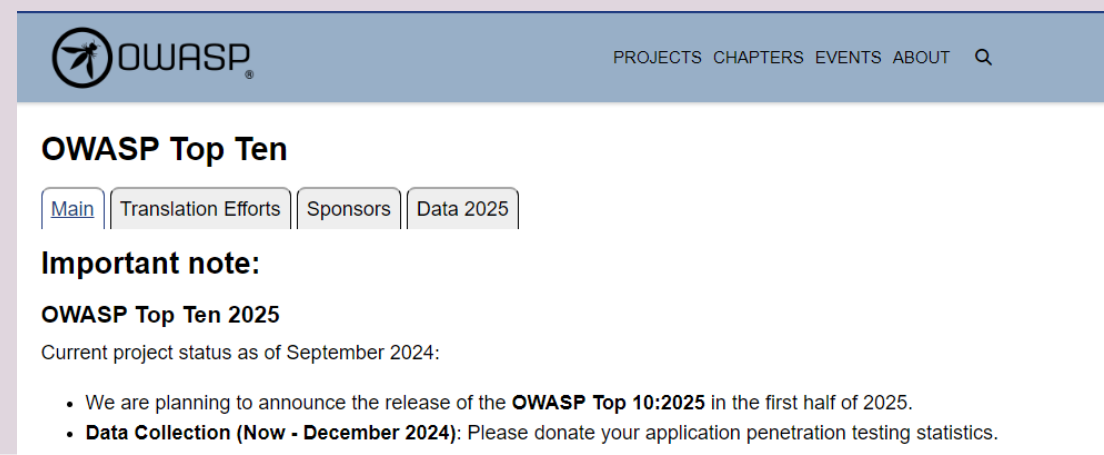 OWASP®
PROJECTS CHAPTERS EVENTS ABOUT
OWASP Top Ten
Main Translation Efforts Sponsors Data 2025
Important note:
OWASP Top Ten 2025
Current project status as of September 2024:
• We are planning to announce the release of the OWASP Top 10:2025 in the first half of 2025.
• Data Collection (Now - December 2024): Please donate your application penetration testing statistics.